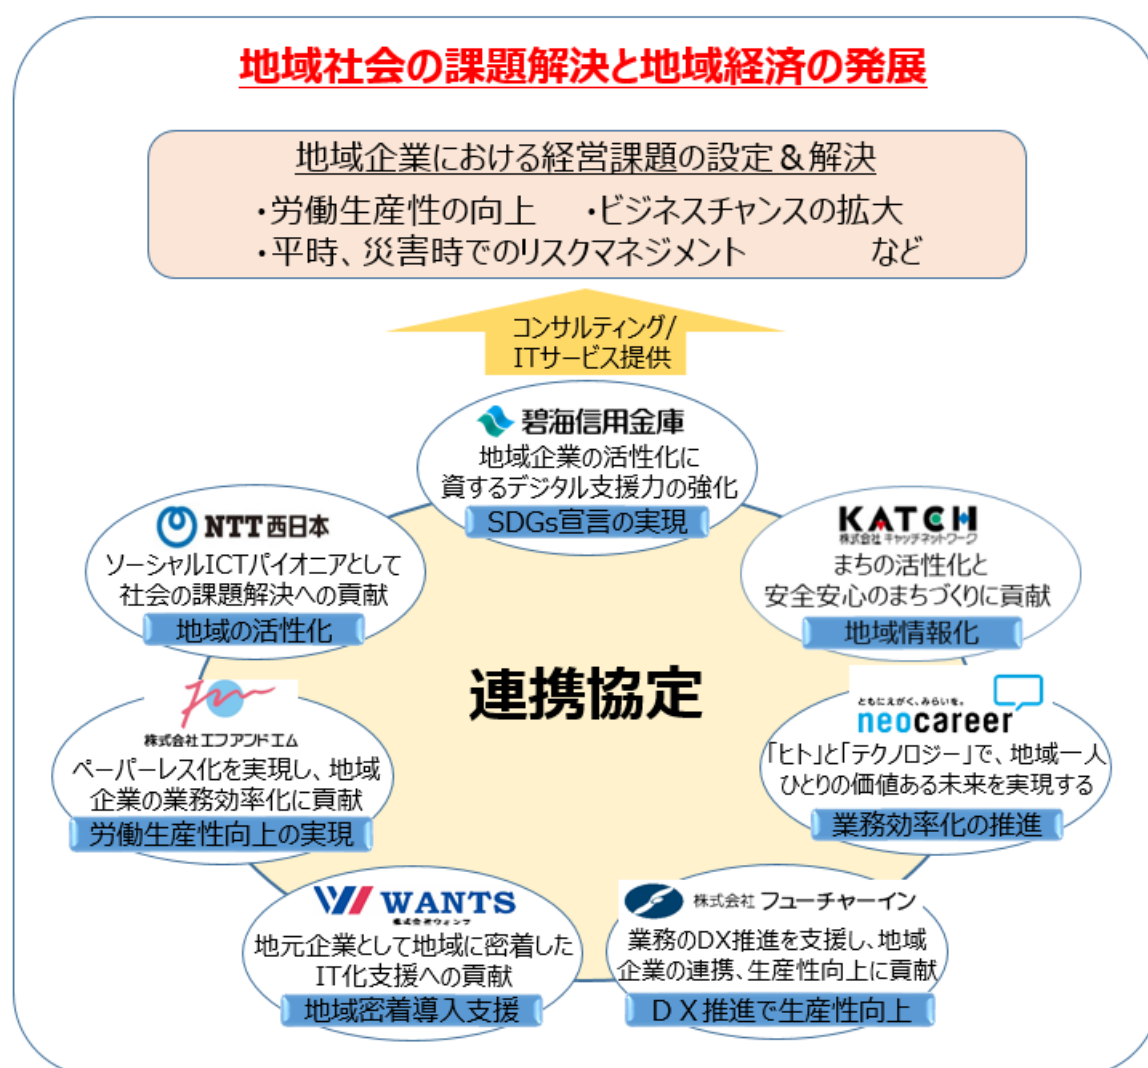 地域社会の課題解決と地域経済の発展
地域企業における経営課題の設定＆解決
・労働生産性の向上　・ビジネスチャンスの拡大
・平時、災害時でのリスクマネジメント　など
コンサルティング/
ITサービス提供
碧海信用金庫
地域企業の活性化に
資するデジタル支援力の強化
SDGs宣言の実現
NTT西日本
ソーシャルICTパイオニアとして
社会の課題解決への貢献
地域の活性化
KATCH
株式会社 キャッチネットワーク
まちの活性化と
安全安心のまちづくりに貢献
地域情報化
連携協定
株式会社エフアンドエム
ペーパーレス化を実現し、地域
企業の業務効率化に貢献
労働生産性向上の実現
ともにえがく、みらいを。
neocareer
「ヒト」と「テクノロジー」で、地域一人
ひとりの価値ある未来を実現する
業務効率化の推進
WANTS
株式会社ウォンツ
地元企業として地域に密着した
IT化支援への貢献
地域密着導入支援
株式会社 フューチャーイン
業務のDX推進を支援し、地域
企業の連携、生産性向上に貢献
ＤＸ推進で生産性向上